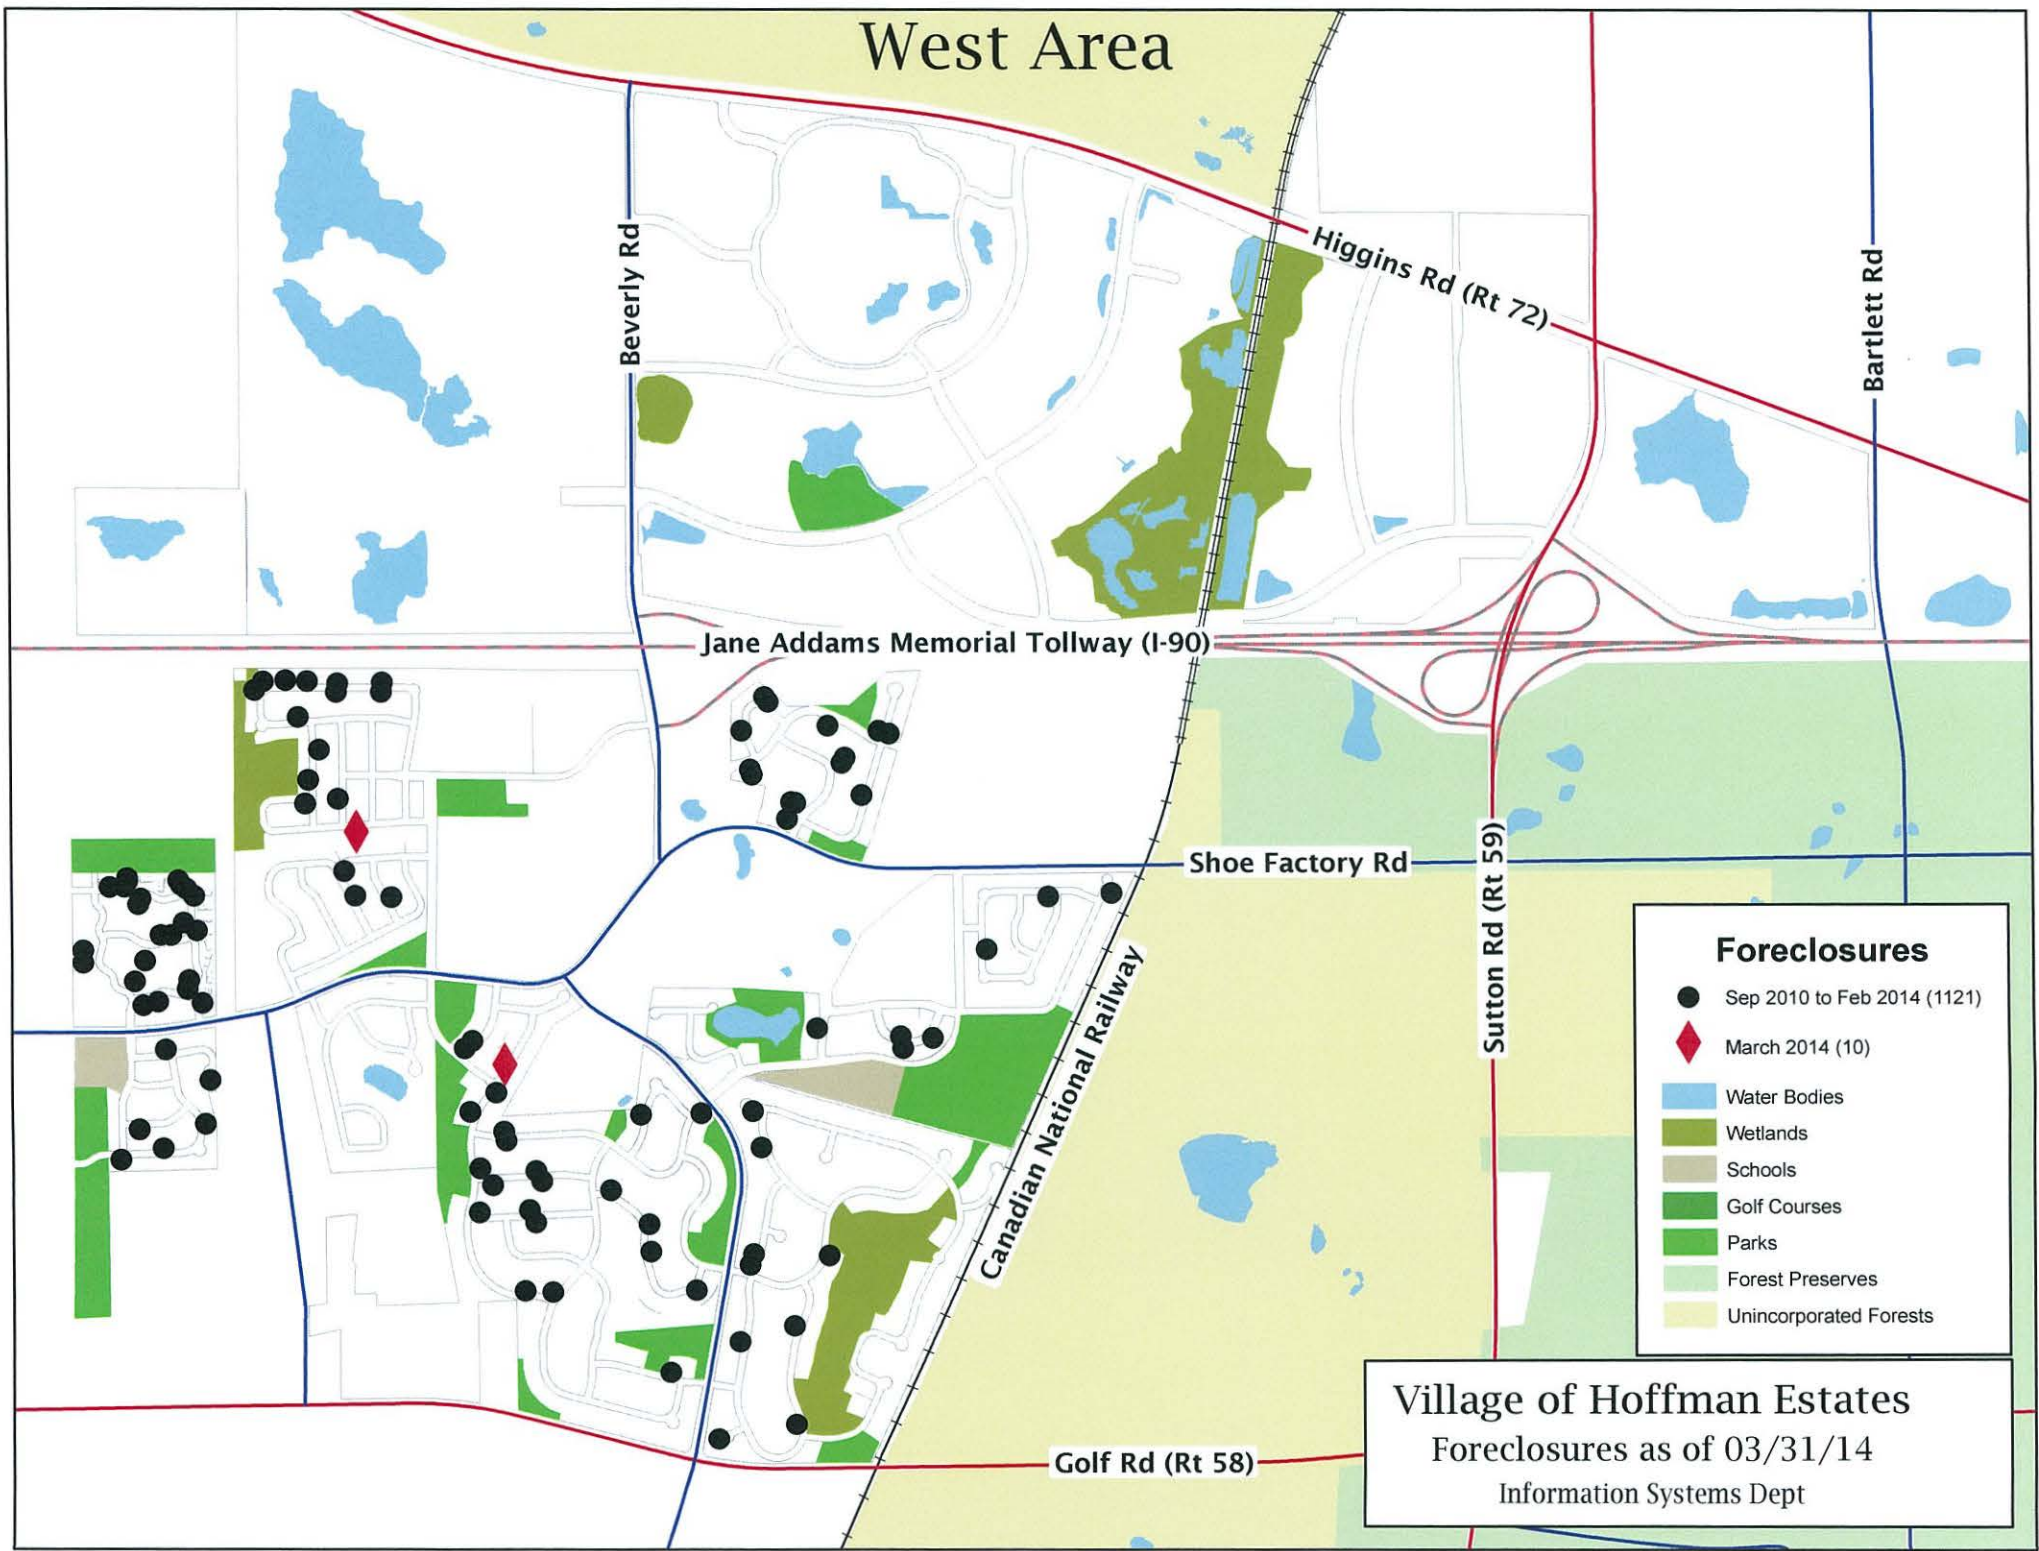 West Area
Beverly Rd
Higgins Rd (Rt 72)
Bartlett Rd
Jane Addams Memorial Tollway (I-90)
Shoe Factory Rd
Sutton Rd (Rt 59)
Canadian National Railway
Golf Rd (Rt 58)
Foreclosures
Sep 2010 to Feb 2014 (1121)
March 2014 (10)
Water Bodies
Wetlands
Schools
Golf Courses
Parks
Forest Preserves
Unincorporated Forests
Village of Hoffman Estates
Foreclosures as of 03/31/14
Information Systems Dept